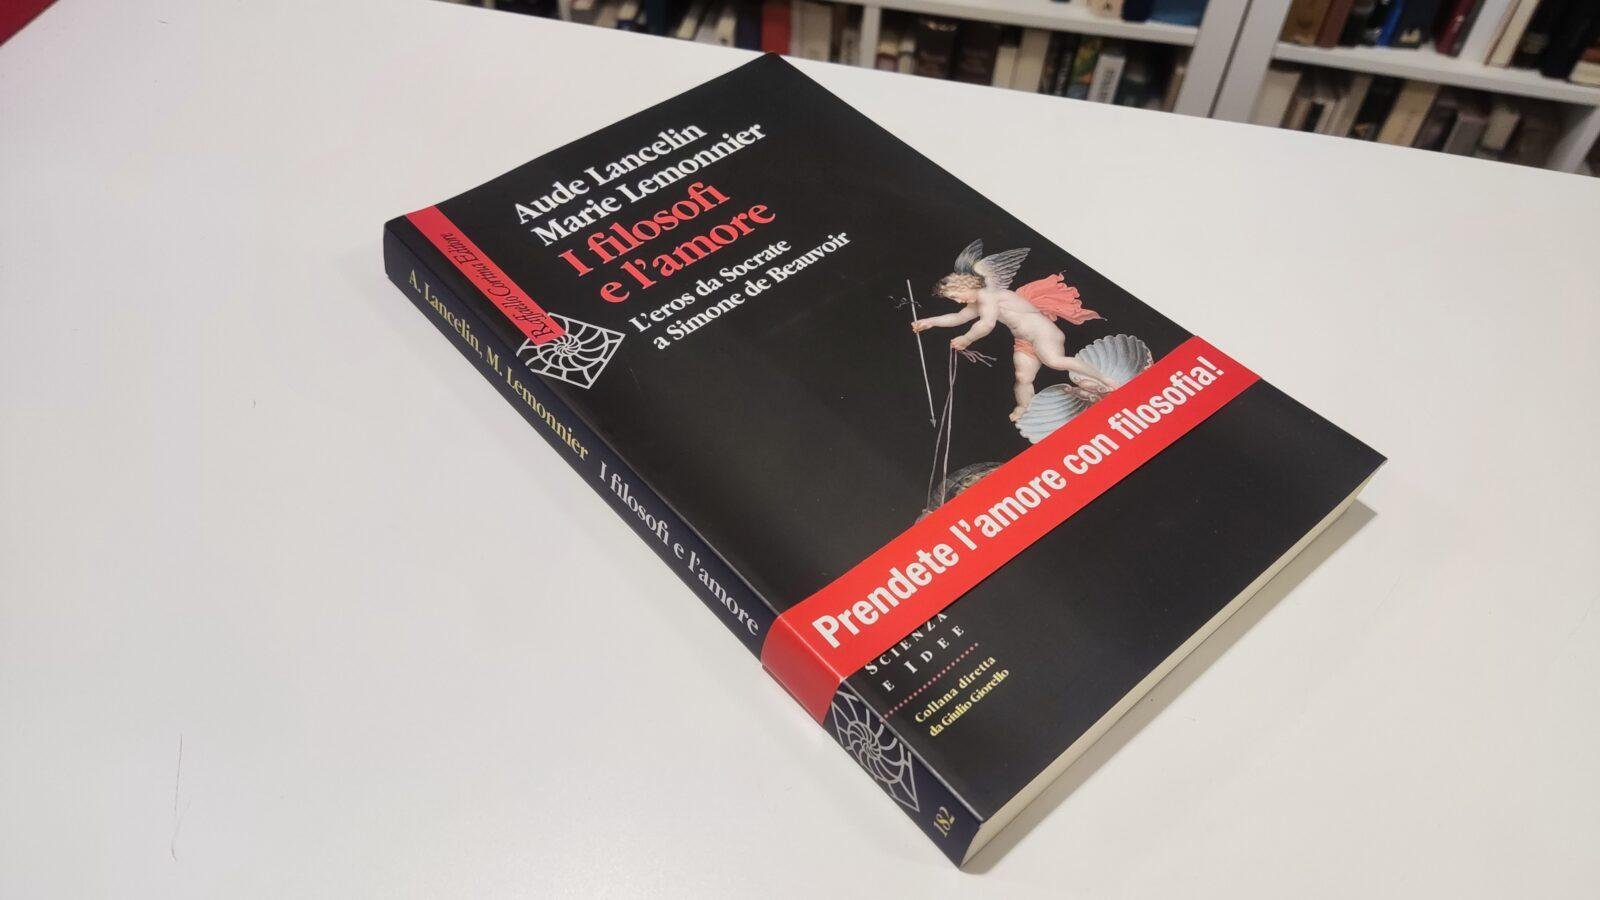 Aude Lancelin
Marie Lemonnier
I filosofi
e l'amore
L'eros da Socrate
a Simone de Beauvoir
Raffaello Cortina Editore
Prendete l'amore con filosofia!
SCIENZA
E IDEE
Collana diretta
da Giulio Giorello
A. Lancelin, M. Lemonnier I filosofi e l'amore
182